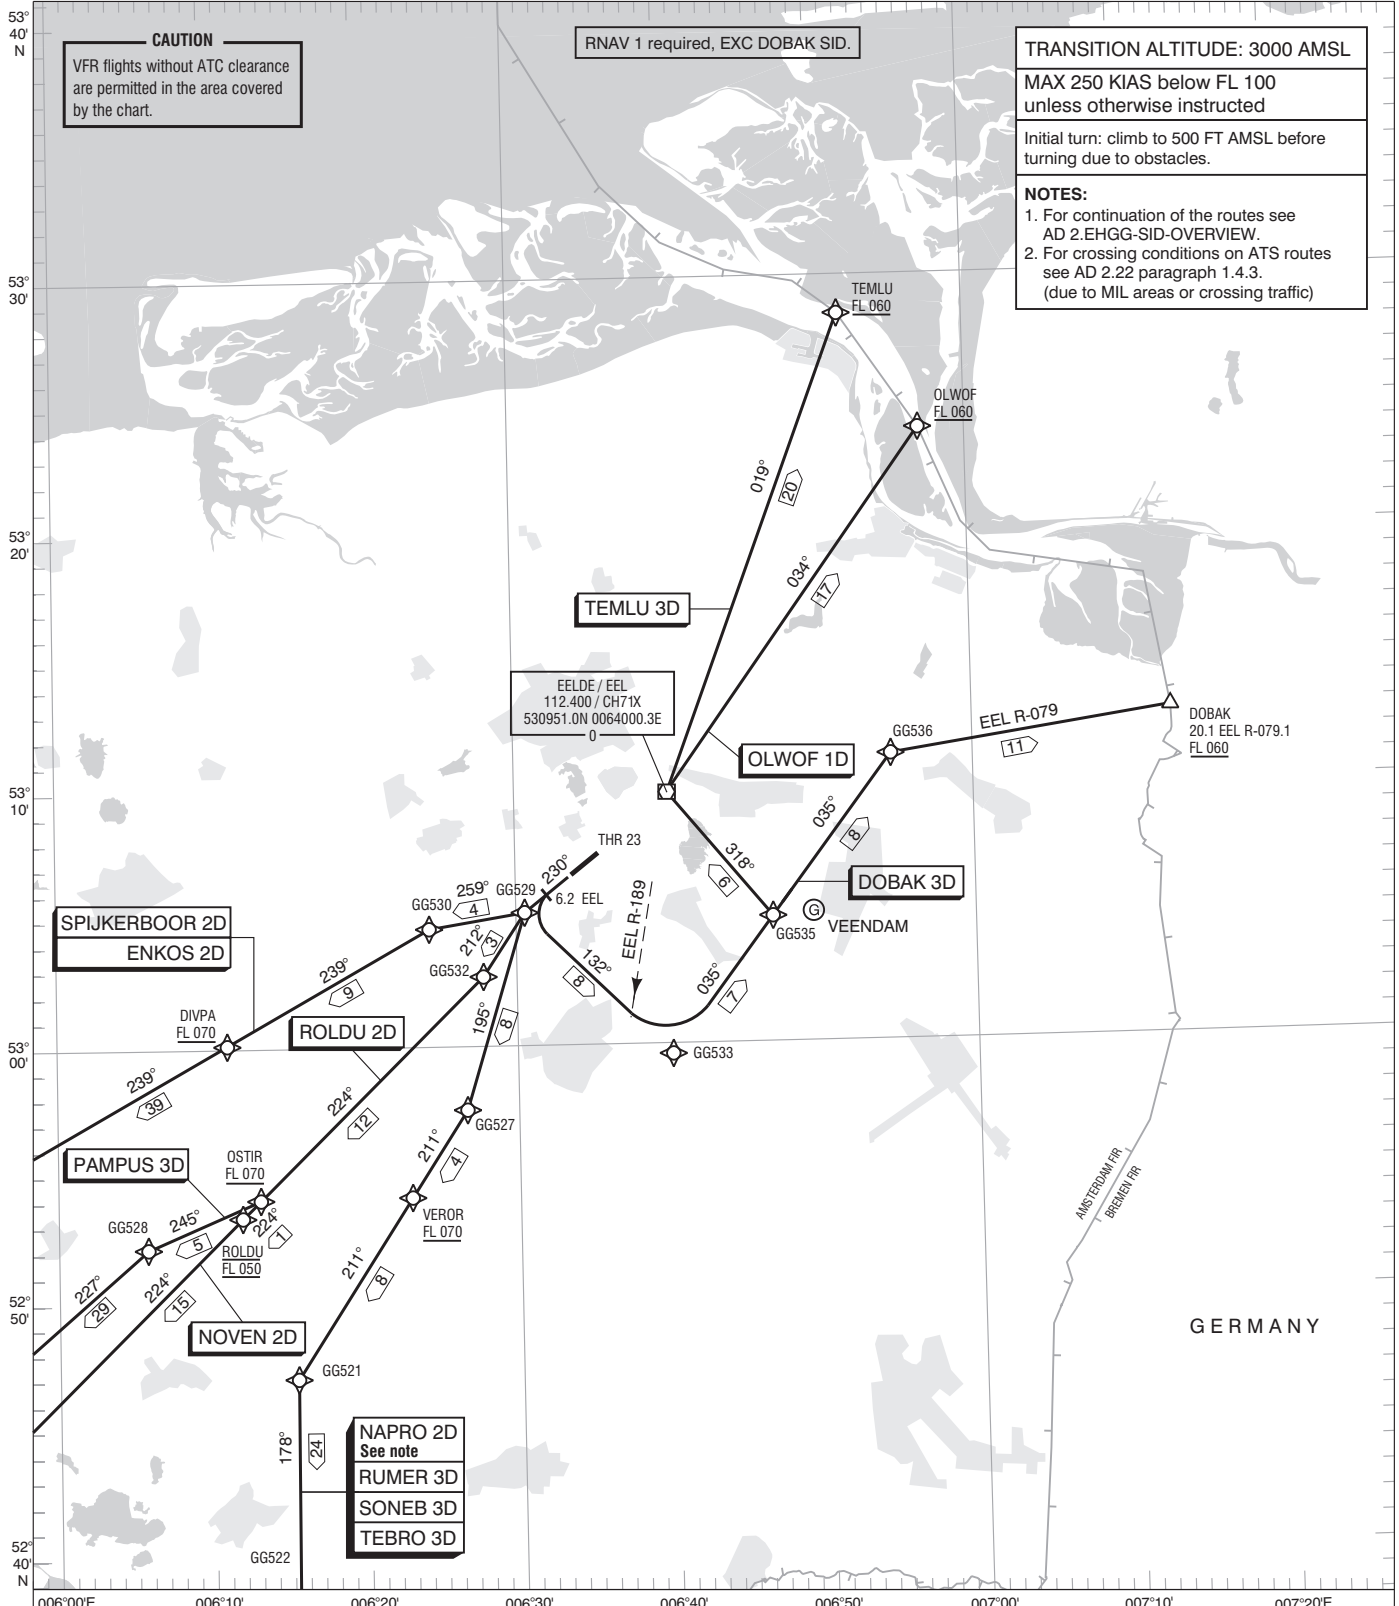 53°
40'
N
CAUTION
VFR flights without ATC clearance
are permitted in the area covered
by the chart.
RNAV 1 required, EXC DOBAK SID.
TRANSITION ALTITUDE: 3000 AMSL
MAX 250 KIAS below FL 100
unless otherwise instructed
Initial turn: climb to 500 FT AMSL before
turning due to obstacles.
NOTES:
1. For continuation of the routes see
AD 2.EHGG-SID-OVERVIEW.
2. For crossing conditions on ATS routes
see AD 2.22 paragraph 1.4.3.
(due to MIL areas or crossing traffic)
53°
30'
TEMLU
FL 060
OLWOF
FL 060
019°
20
53°
20'
034°
17
TEMLU 3D
EELDE / EEL
112.400 / CH71X
530951.0N 0064000.3E
0
OLWOF 1D
GG536
EEL R-079
11
DOBAK
20.1 EEL R-079.1
FL 060
53°
10'
THR 23
230°
318°
6
035°
8
DOBAK 3D
SPIJKERBOOR 2D
ENKOS 2D
GG530
259°
4
GG529
6.2 EEL
EEL R-189
G
VEENDAM
GG535
212°
3
GG532
132°
8
035°
7
239°
9
195°
8
DIVPA
FL 070
ROLDU 2D
53°
00'
GG533
239°
39
224°
12
GG527
211°
4
PAMPUS 3D
OSTIR
FL 070
AMSTERDAM FIR
BREMEN FIR
GG528
245°
5
224°
1
VEROR
FL 070
ROLDU
FL 050
227°
29
224°
15
211°
8
52°
50'
NOVEN 2D
GERMANY
GG521
178°
24
NAPRO 2D
See note
RUMER 3D
SONEB 3D
TEBRO 3D
GG522
52°
40'
N
006°00'E
006°10'
006°20'
006°30'
006°40'
006°50'
007°00'
007°10'
007°20'E